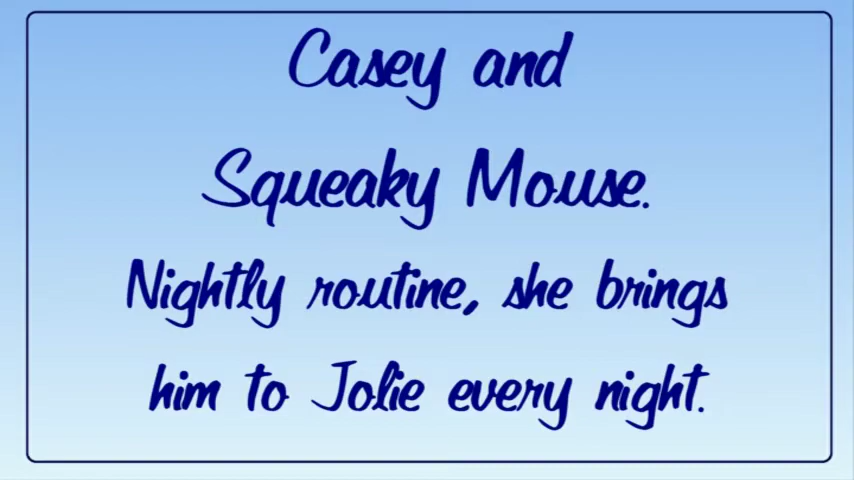 Casey and
Squeaky Mouse.
Nightly routine, she brings
him to Jolie every night.